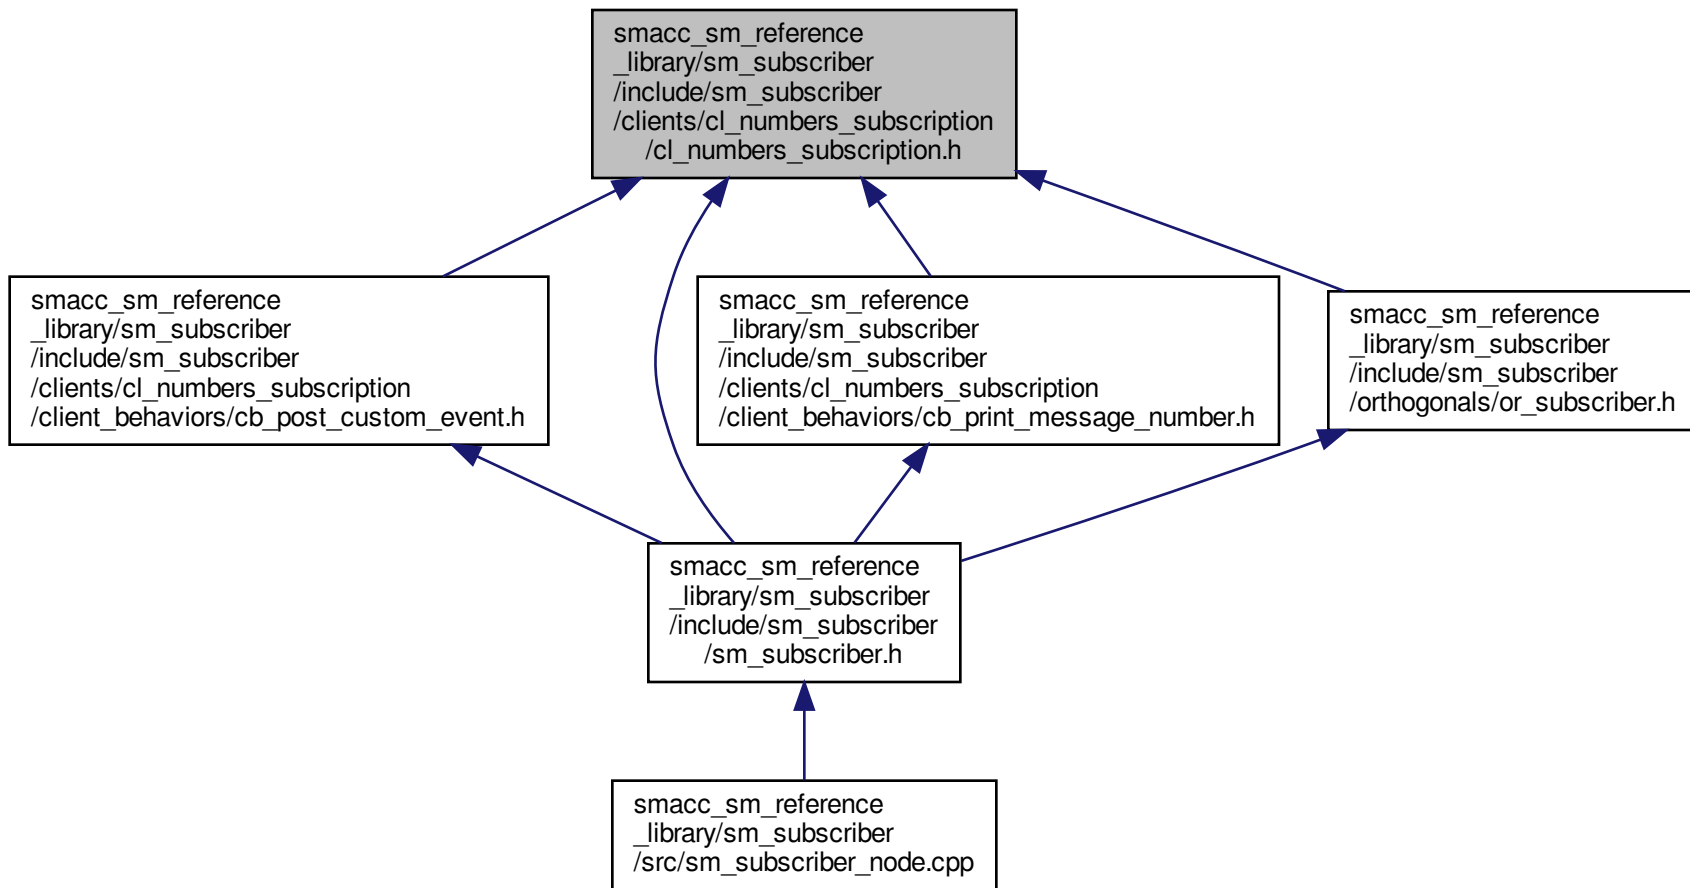 smacc_sm_reference
_library/sm_subscriber
/include/sm_subscriber
/clients/cl_numbers_subscription
/cl_numbers_subscription.h
smacc_sm_reference
_library/sm_subscriber
/include/sm_subscriber
/clients/cl_numbers_subscription
/client_behaviors/cb_post_custom_event.h
smacc_sm_reference
_library/sm_subscriber
/include/sm_subscriber
/clients/cl_numbers_subscription
/client_behaviors/cb_print_message_number.h
smacc_sm_reference
_library/sm_subscriber
/include/sm_subscriber
/orthogonals/or_subscriber.h
smacc_sm_reference
_library/sm_subscriber
/include/sm_subscriber
/sm_subscriber.h
smacc_sm_reference
_library/sm_subscriber
/src/sm_subscriber_node.cpp